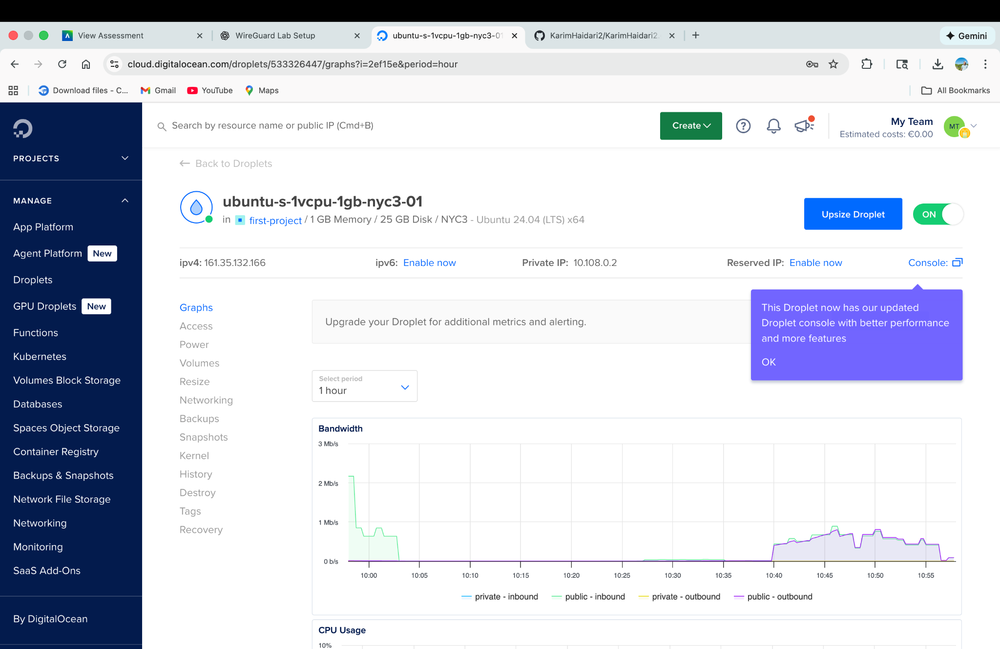 View Assessment
WireGuard Lab Setup
ubuntu-s-1vcpu-1gb-nyc3-01
KarimHaidari2/KarimHaidari2.
Gemini
cloud.digitalocean.com/droplets/533326447/graphs?i=2ef15e&period=hour
Download files - C...
Gmail
YouTube
Maps
All Bookmarks
Search by resource name or public IP (Cmd+B)
Create
My Team
Estimated costs: €0.00
MT
PROJECTS
MANAGE
App Platform
Agent Platform New
Droplets
GPU Droplets New
Functions
Kubernetes
Volumes Block Storage
Databases
Spaces Object Storage
Container Registry
Backups & Snapshots
Network File Storage
Networking
Monitoring
SaaS Add-Ons
By DigitalOcean
Back to Droplets
ubuntu-s-1vcpu-1gb-nyc3-01
in first-project / 1 GB Memory / 25 GB Disk / NYC3 - Ubuntu 24.04 (LTS) x64
Upsize Droplet
ON
ipv4: 161.35.132.166 ipv6: Enable now Private IP: 10.108.0.2 Reserved IP: Enable now Console:
Graphs
Access
Power
Volumes
Resize
Networking
Backups
Snapshots
Kernel
History
Destroy
Tags
Recovery
Upgrade your Droplet for additional metrics and alerting.
This Droplet now has our updated
Droplet console with better performance
and more features
OK
Select period
1 hour
Bandwidth
3 Mb/s
2 Mb/s
1 Mb/s
0 b/s
10:00 10:05 10:10 10:15 10:20 10:25 10:30 10:35 10:40 10:45 10:50 10:55
private - inbound public - inbound private - outbound public - outbound
CPU Usage
10%